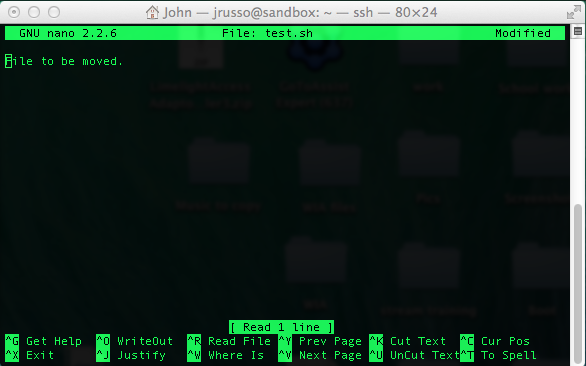 John — jrusso@sandbox: ~ — ssh — 80×24
GNU nano 2.2.6 File: test.sh Modified
File to be moved.
[ Read 1 line ]
^G Get Help ^O WriteOut ^R Read File ^Y Prev Page ^K Cut Text ^C Cur Pos
^X Exit ^J Justify ^W Where Is ^V Next Page ^U UnCut Text ^T To Spell